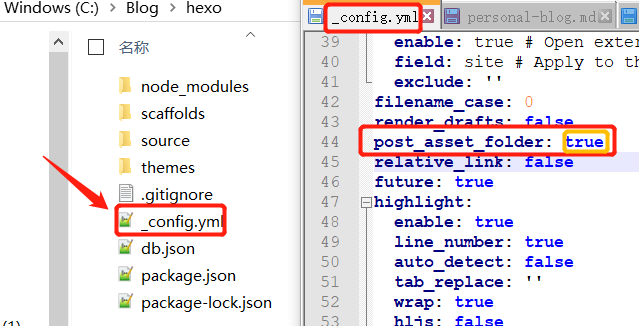 Windows (C:) > Blog > hexo
名称
node_modules
scaffolds
source
themes
.gitignore
_config.yml
db.json
package.json
package-lock.json
(1)
_config.yml
personal-blog.md
39 enable: true # Open exter
40 field: site # Apply to th
41 exclude: ''
42 filename_case: 0
43 render_drafts: false
44 post_asset_folder: true
45 relative_link: false
46 future: true
47 highlight:
48 enable: true
49 line_number: true
50 auto_detect: false
51 tab_replace: ''
52 wrap: true
53 hljs: false